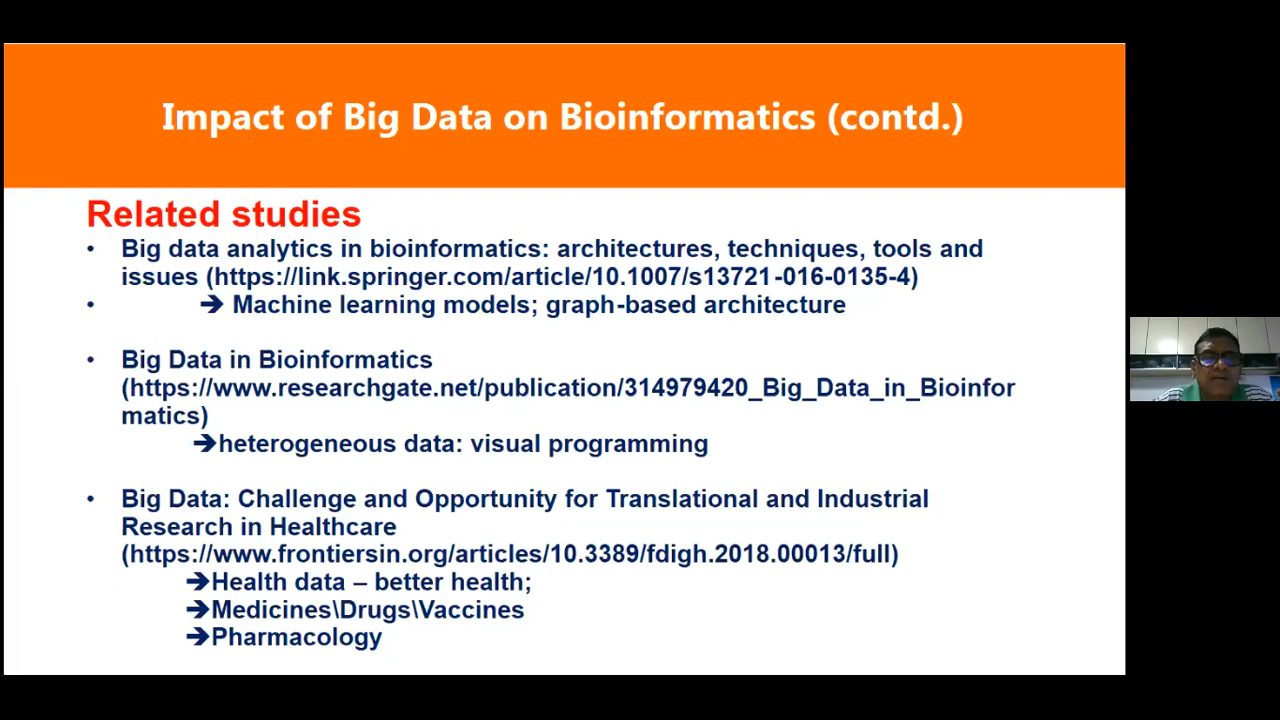 Impact of Big Data on Bioinformatics (contd.)
Related studies
• Big data analytics in bioinformatics: architectures, techniques, tools and
issues (https://link.springer.com/article/10.1007/s13721-016-0135-4)
• ➔ Machine learning models; graph-based architecture
• Big Data in Bioinformatics
(https://www.researchgate.net/publication/314979420_Big_Data_in_Bioinfor
matics)
➔heterogeneous data: visual programming
• Big Data: Challenge and Opportunity for Translational and Industrial
Research in Healthcare
(https://www.frontiersin.org/articles/10.3389/fdigh.2018.00013/full)
➔Health data – better health;
➔Medicines\Drugs\Vaccines
➔Pharmacology